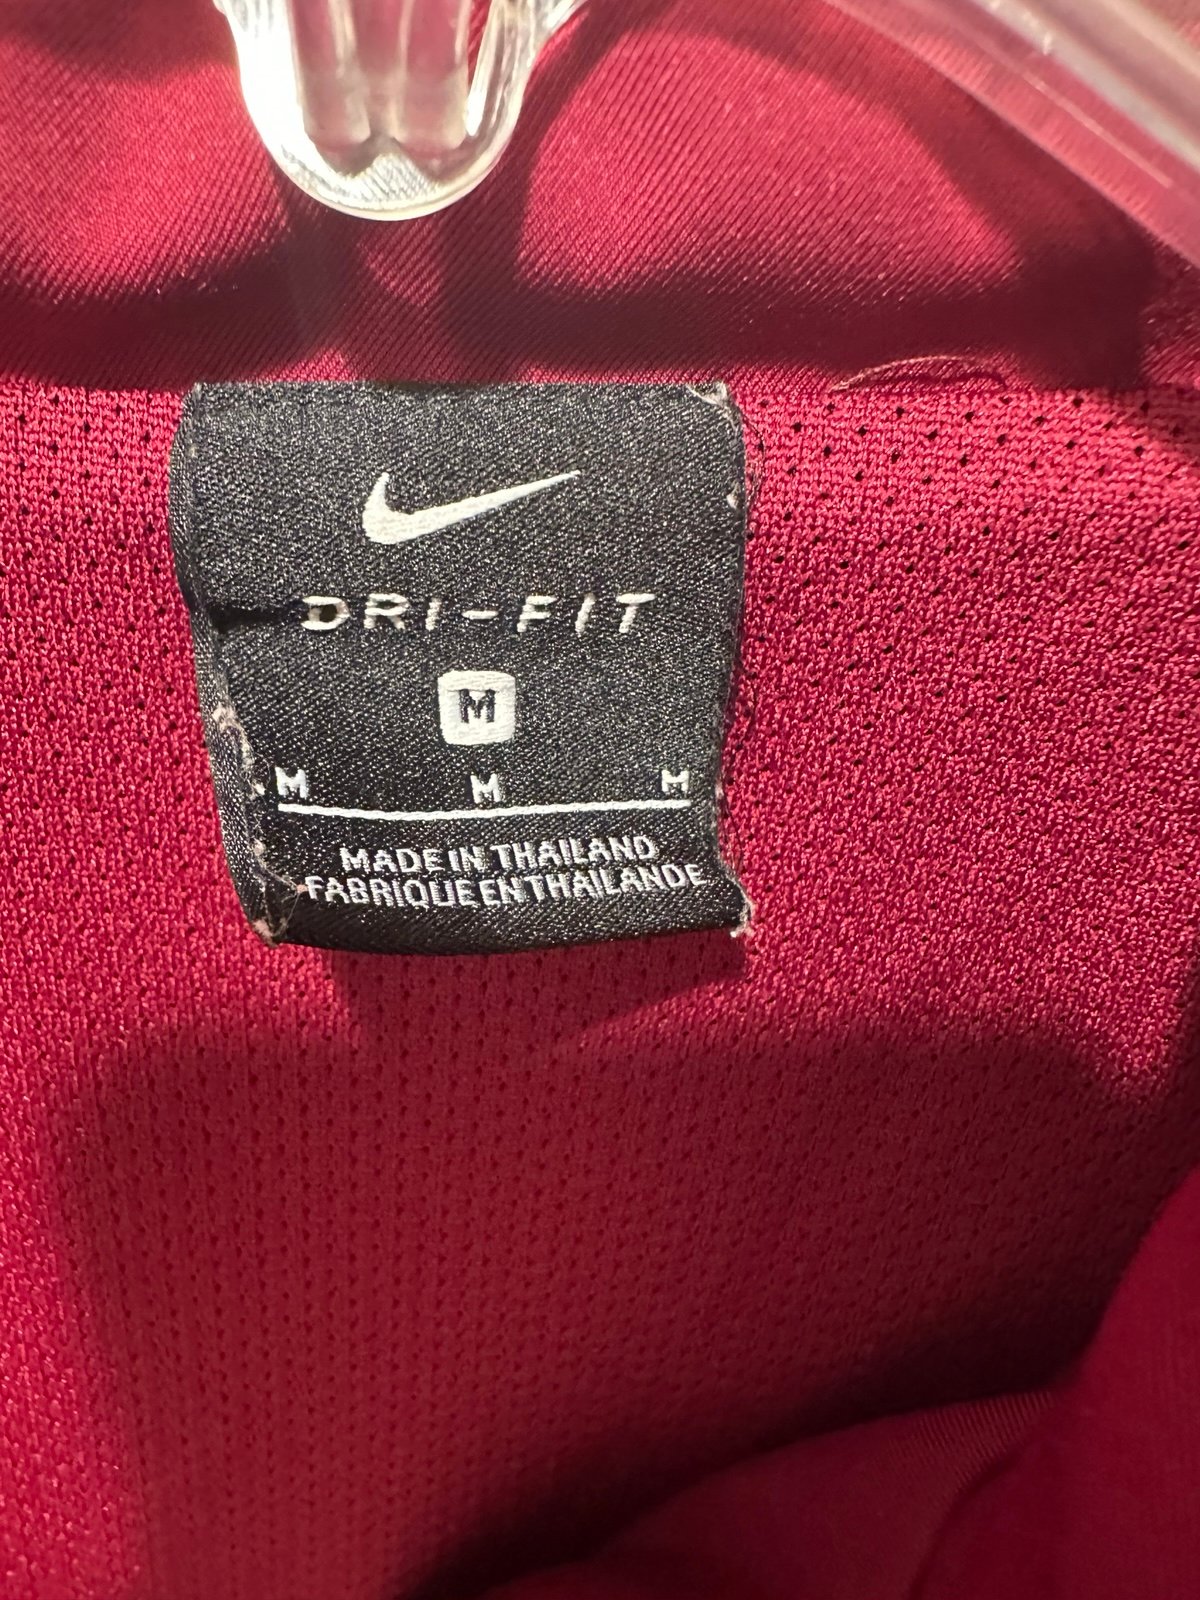 DRI-FIT
M
M M M
MADE IN THAILAND
FABRIQUE EN THAILANDE